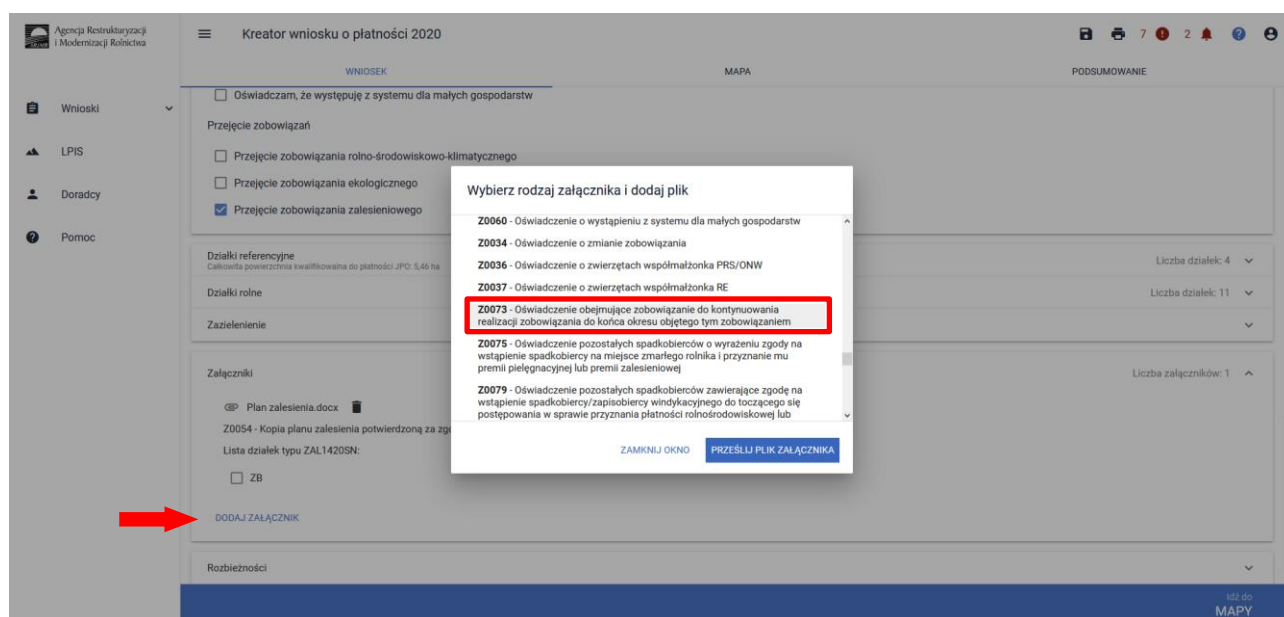 Agencja Restrukturyzacji
i Modernizacji Rolnictwa
Kreator wniosku o płatności 2020
7 2
WNIOSEK MAPA PODSUMOWANIE
Wnioski
LPIS
Doradcy
Pomoc
Oświadczam, że występuję z systemu dla małych gospodarstw
Przejęcie zobowiązań
Przejęcie zobowiązania rolno-środowiskowo-klimatycznego
Przejęcie zobowiązania ekologicznego
Przejęcie zobowiązania zalesieniowego
Działki referencyjne
Całkowita powierzchnia kwalifikowalna do płatności JPO: 5,46 ha
Liczba działek: 4
Działki rolne
Liczba działek: 11
Zazielenienie
Załączniki
Liczba załączników: 1
Plan zalesienia.docx
Z0054 - Kopia planu zalesienia potwierdzoną za
Lista działek typu ZAL1420SN:
ZB
DODAJ ZAŁĄCZNIK
Rozbieżności
Idź do
MAPY
Wybierz rodzaj załącznika i dodaj plik
Z0060 - Oświadczenie o wystąpieniu z systemu dla małych gospodarstw
Z0034 - Oświadczenie o zmianie zobowiązania
Z0036 - Oświadczenie o zwierzętach współmałżonka PRS/ONW
Z0037 - Oświadczenie o zwierzętach współmałżonka RE
Z0073 - Oświadczenie obejmujące zobowiązanie do kontynuowania
realizacji zobowiązania do końca okresu objętego tym zobowiązaniem
Z0075 - Oświadczenie pozostałych spadkobierców o wyrażeniu zgody na
wstąpienie spadkobiercy na miejsce zmarłego rolnika i przyznanie mu
premii pielęgnacyjnej lub premii zalesieniowej
Z0079 - Oświadczenie pozostałych spadkobierców zawierające zgodę na
wstąpienie spadkobiercy/zapisobiercy windykacyjnego do toczącego się
postępowania w sprawie przyznania płatności rolnośrodowiskowej lub
ZAMKNIJ OKNO PRZEŚLIJ PLIK ZAŁĄCZNIKA